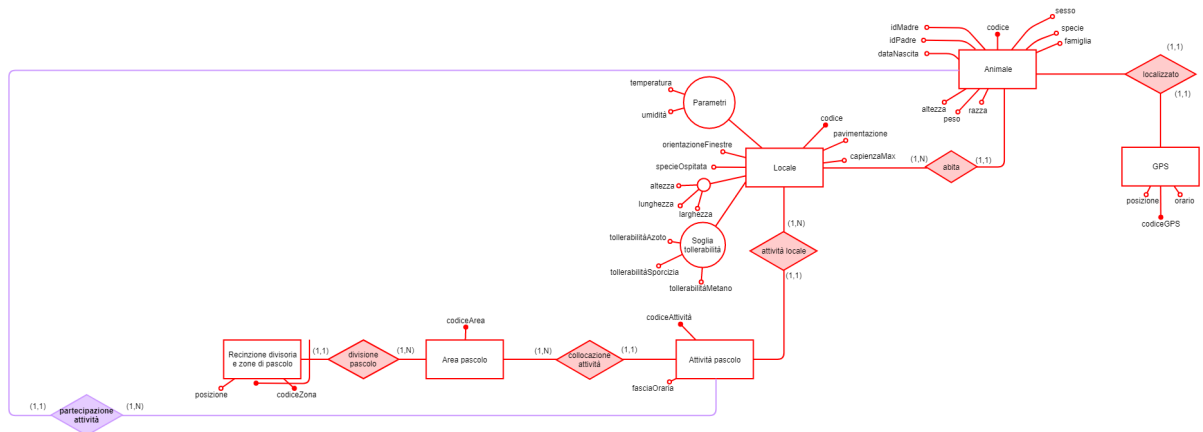 sesso
idMadre
codice
specie
idPadre
famiglia
dataNascita
(1,1)
Animale
localizzato
temperatura
(1,1)
Parametri
altezza
razza
peso
umidità
codice
pavimentazione
orientazioneFinestre
capienzaMax
(1,N)
(1,1)
specieOspitata
Locale
abita
GPS
altezza
lunghezza
larghezza
posizione
orario
codiceGPS
(1,N)
tollerabilitàAzoto
Soglia
tollerabilità
attività locale
tollerabilitàSporcizia
(1,1)
tollerabilitàMetano
codiceArea
codiceAttività
Recinzione divisoria
e zone di pascolo
(1,1)
divisione
pascolo
(1,N)
Area pascolo
(1,N)
collocazione
attività
(1,1)
Attività pascolo
posizione
codiceZona
fasciaOraria
(1,1)
partecipazione
attività
(1,N)